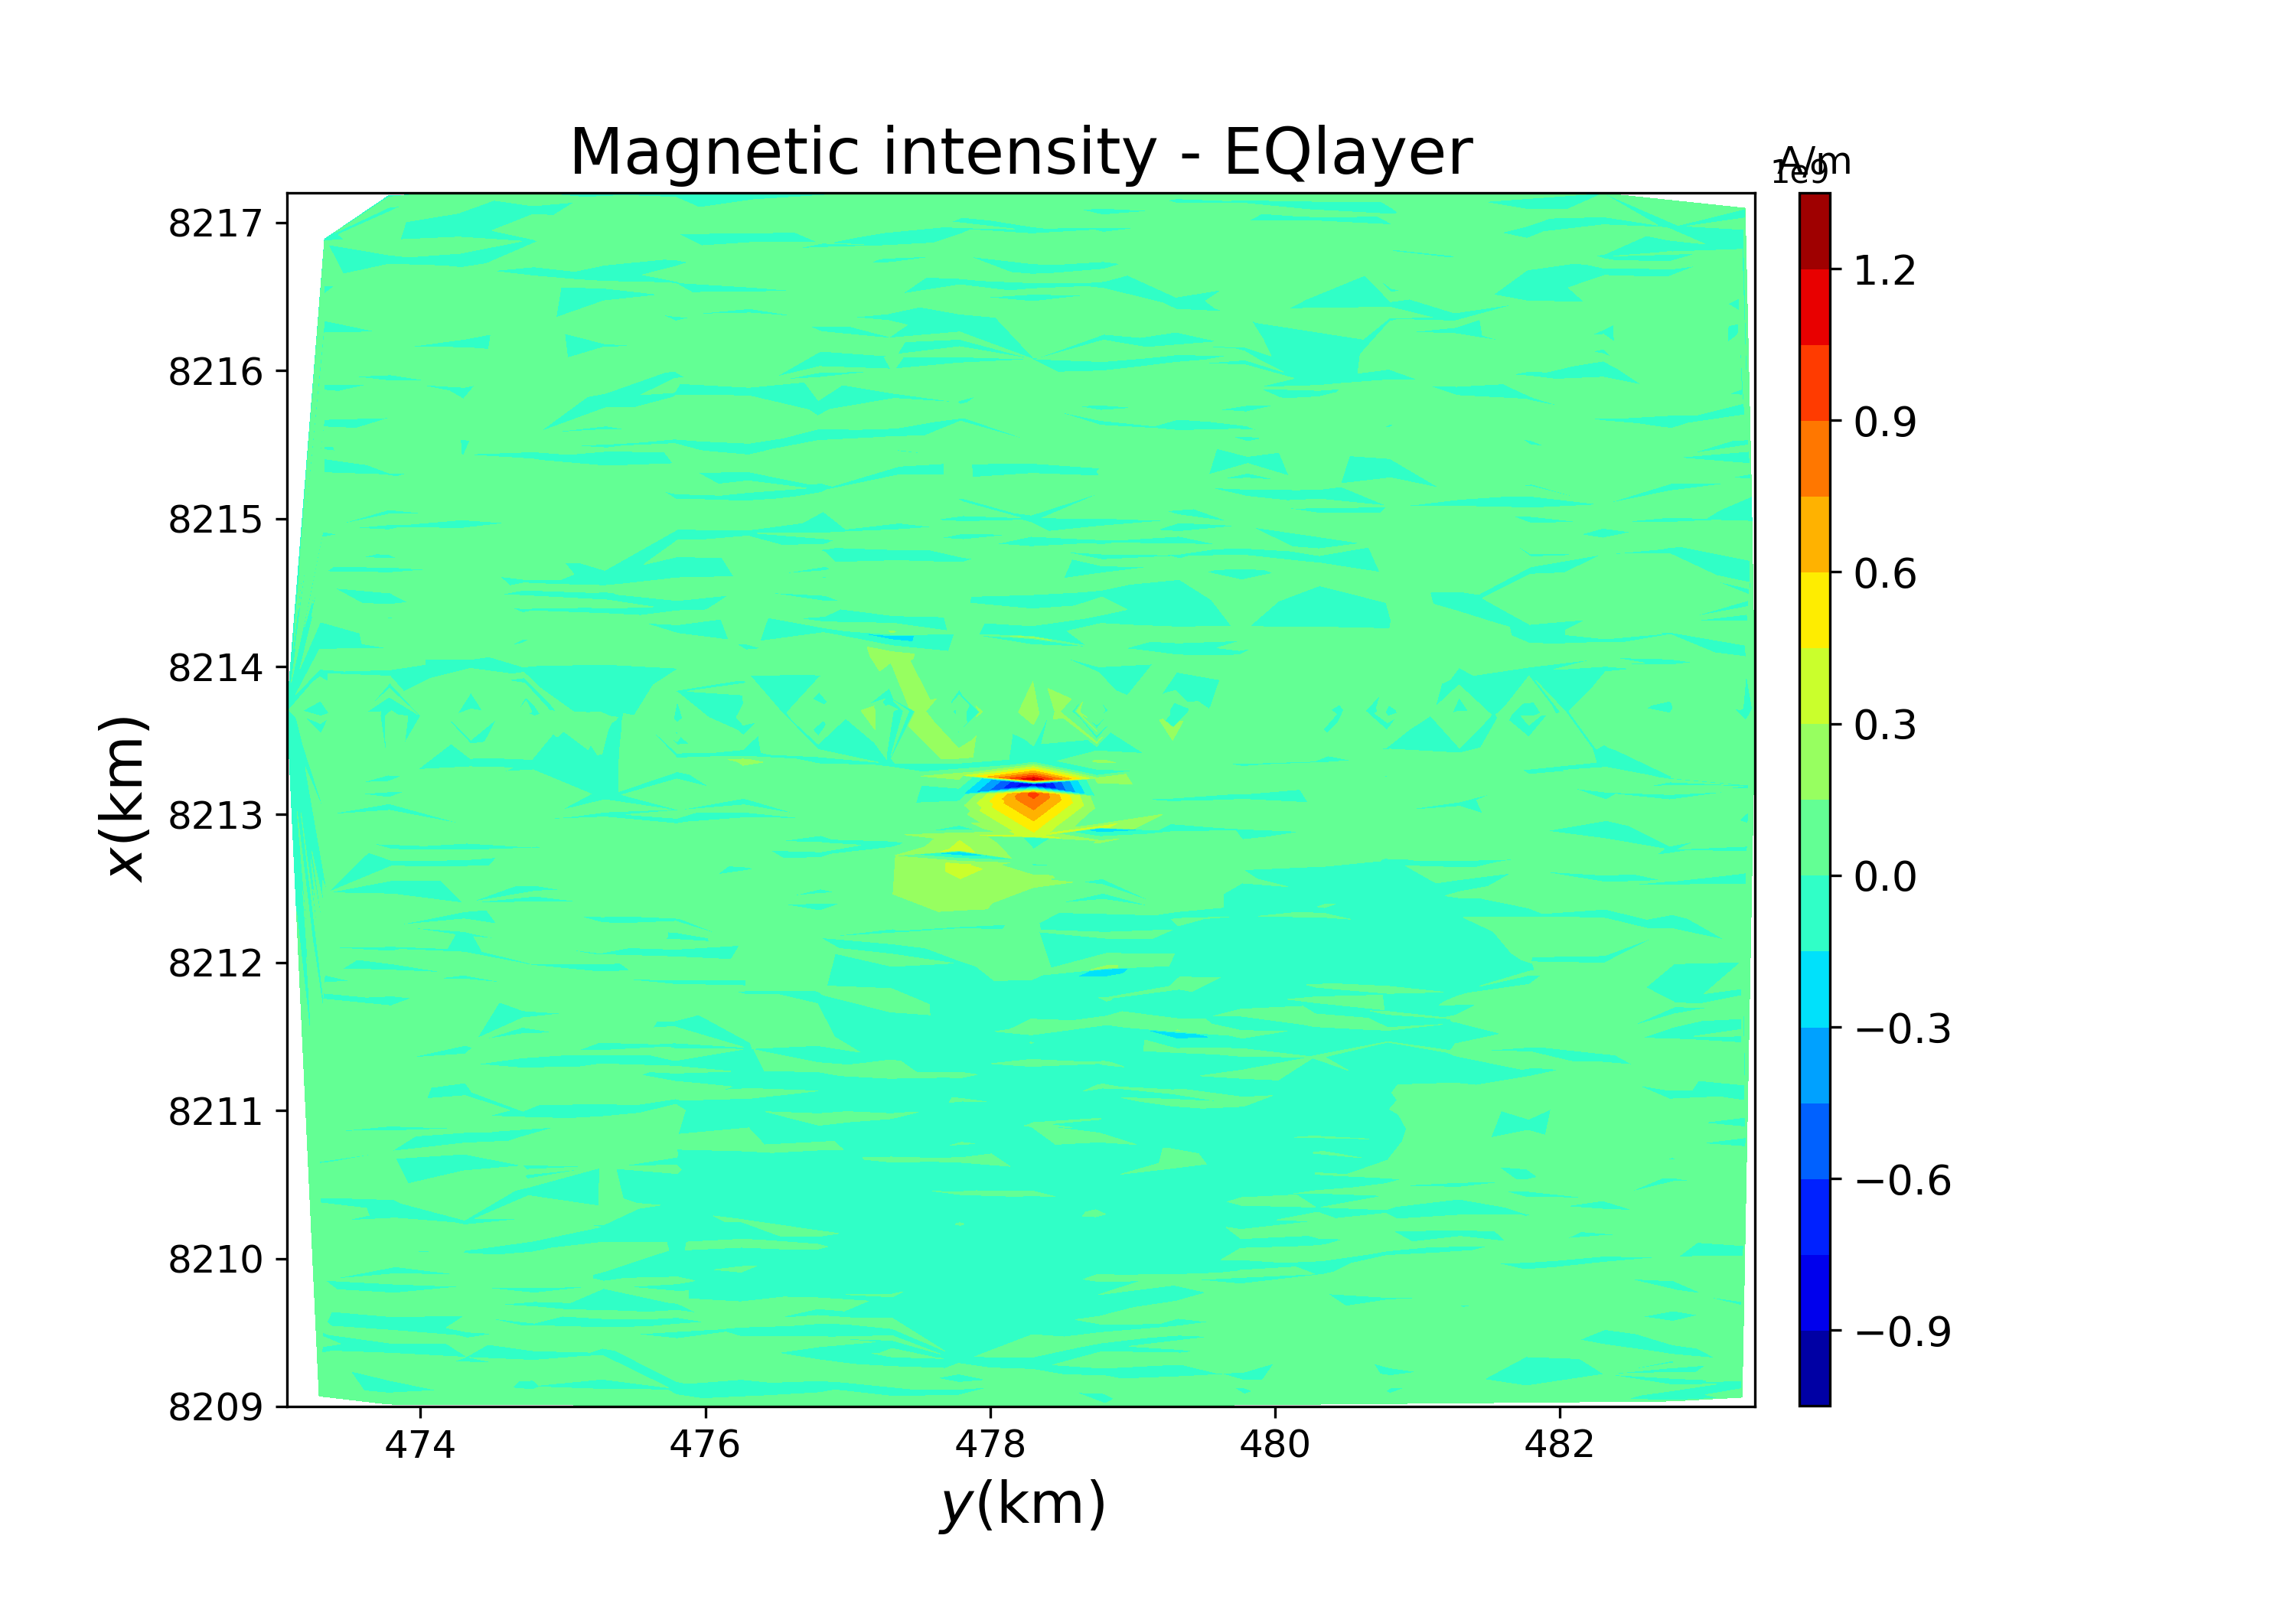 Magnetic intensity - EQlayer
A/m
1e9
8217
8216
8215
8214
8213
8212
8211
8210
8209
x(km)
474 476 478 480 482
y(km)
1.2
0.9
0.6
0.3
0.0
−0.3
−0.6
−0.9